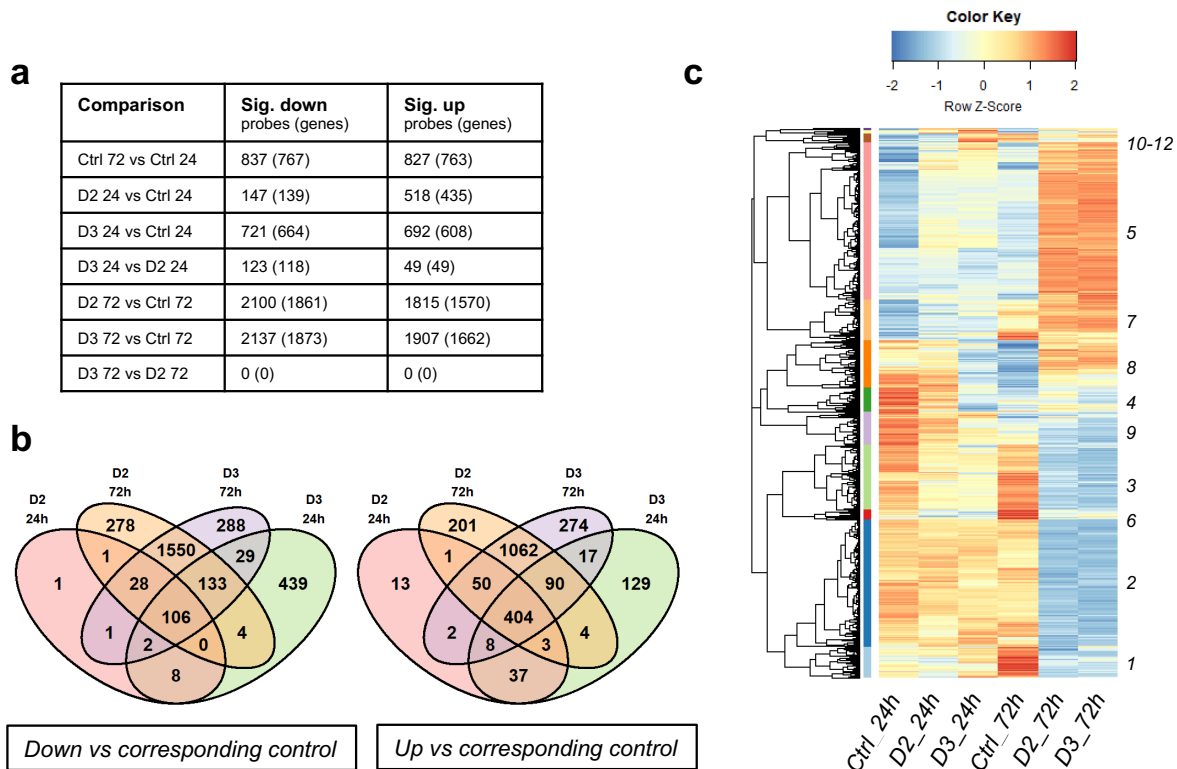 a
Comparison Sig. down probes (genes) Sig. up probes (genes)
Ctrl 72 vs Ctrl 24 837 (767) 827 (763)
D2 24 vs Ctrl 24 147 (139) 518 (435)
D3 24 vs Ctrl 24 721 (664) 692 (608)
D3 24 vs D2 24 123 (118) 49 (49)
D2 72 vs Ctrl 72 2100 (1861) 1815 (1570)
D3 72 vs Ctrl 72 2137 (1873) 1907 (1662)
D3 72 vs D2 72 0 (0) 0 (0)
b
D2 24h
D2 72h
D3 72h
D3 24h
278 288
1 1550 29
1 28 133 439
106
1 2 0 4
8
Down vs corresponding control
D2 24h
D2 72h
D3 72h
D3 24h
201 274
1 1062 17
13 50 90 129
404
2 8 3 4
37
Up vs corresponding control
c
Color Key
-2 -1 0 1 2
Row Z-Score
10-12
5
7
8
4
9
3
6
2
1
Ctrl_24h D2_24h D3_24h Ctrl_72h D2_72h D3_72h